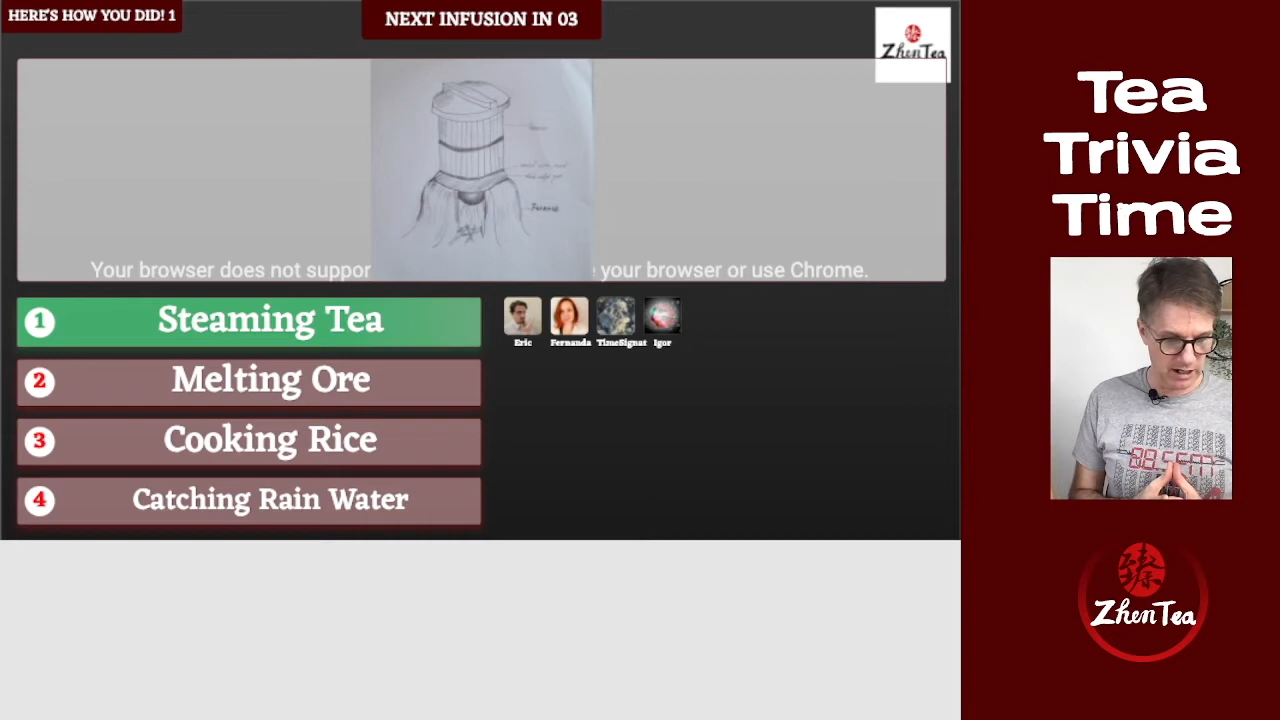 HERE'S HOW YOU DID! 1
NEXT INFUSION IN 03
ZhenTea
Your browser does not suppor
your browser or use Chrome.
Furnace
1 Steaming Tea
Eric
Fernanda
TimeSignat
Igor
2 Melting Ore
3 Cooking Rice
4 Catching Rain Water
Tea
Trivia
Time
臻
ZhenTea